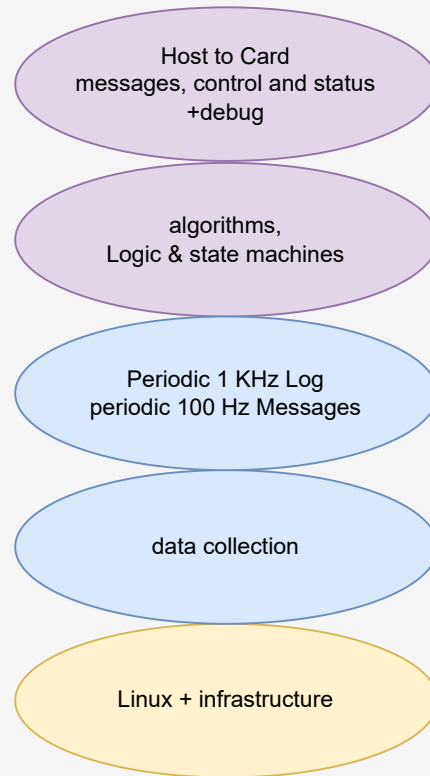 Host to Card
messages, control and status
+debug
algorithms,
Logic & state machines
Periodic 1 KHz Log
periodic 100 Hz Messages
data collection
Linux + infrastructure